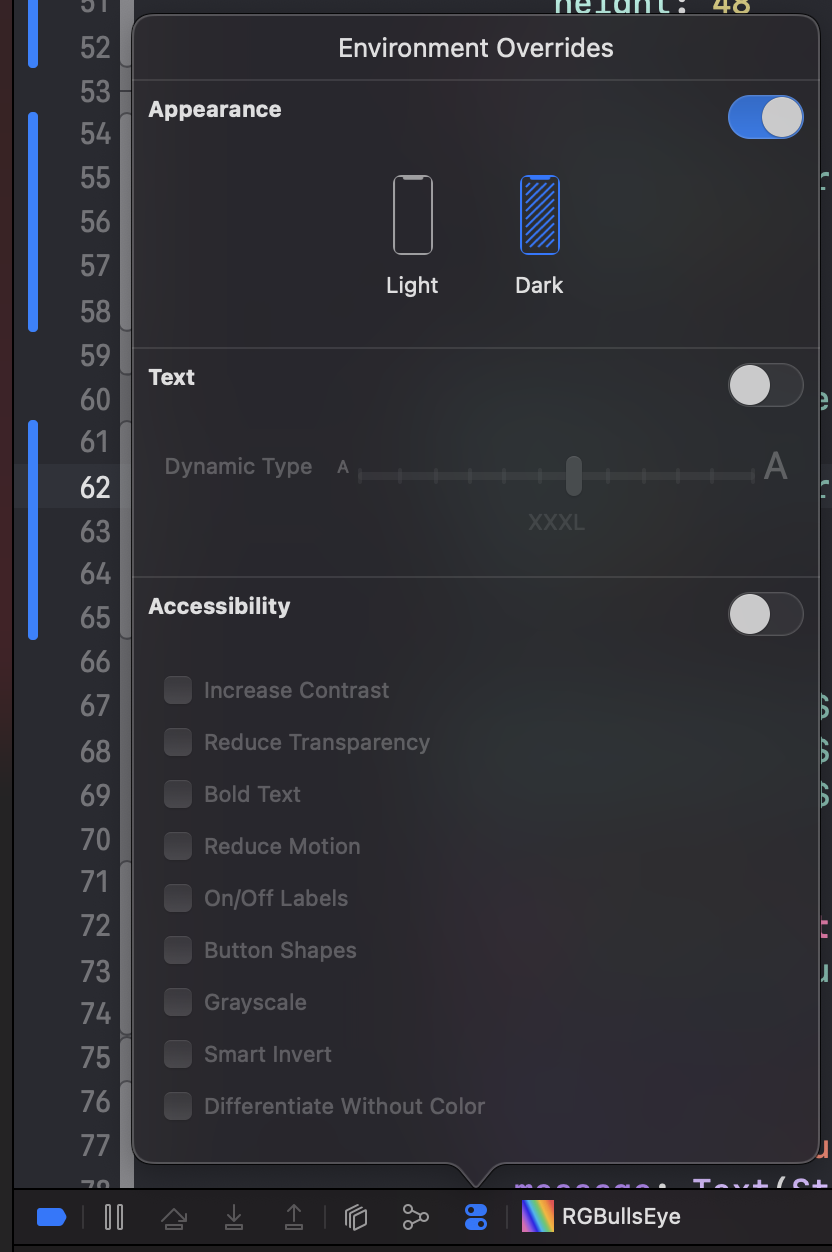 51
height: 48
52
Environment Overrides
53
Appearance
54
55
56
57
Light Dark
58
59
Text
60
61
Dynamic Type A A
62
63
XXXL
64
Accessibility
65
66
Increase Contrast
67
Reduce Transparency
68
69
Bold Text
70
Reduce Motion
71
On/Off Labels
72
Button Shapes
73
Grayscale
74
Smart Invert
75
76
Differentiate Without Color
77
78
message: Text(St
RGBullsEye